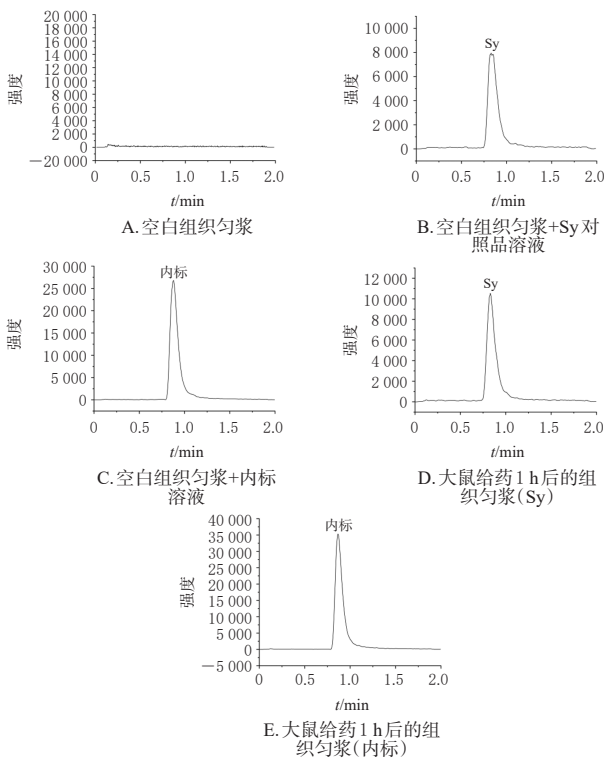 20 000
18 000
16 000
14 000
12 000
10 000
8 000
6 000
4 000
2 000
0
−20 000
强度
0 0.5 1.0 1.5 2.0
t/min
A.空白组织匀浆
10 000
8 000
6 000
4 000
2 000
0
强度
Sy
0 0.5 1.0 1.5 2.0
t/min
B.空白组织匀浆+Sy对
照品溶液
30 000
25 000
20 000
15 000
10 000
5 000
0
强度
内标
0 0.5 1.0 1.5 2.0
t/min
C.空白组织匀浆+内标
溶液
12 000
10 000
8 000
6 000
4 000
2 000
0
强度
Sy
0 0.5 1.0 1.5 2.0
t/min
D.大鼠给药1 h后的组
织匀浆(Sy)
40 000
35 000
30 000
25 000
20 000
15 000
10 000
5 000
0
−5 000
强度
内标
0 0.5 1.0 1.5 2.0
t/min
E.大鼠给药1 h后的组
织匀浆(内标)